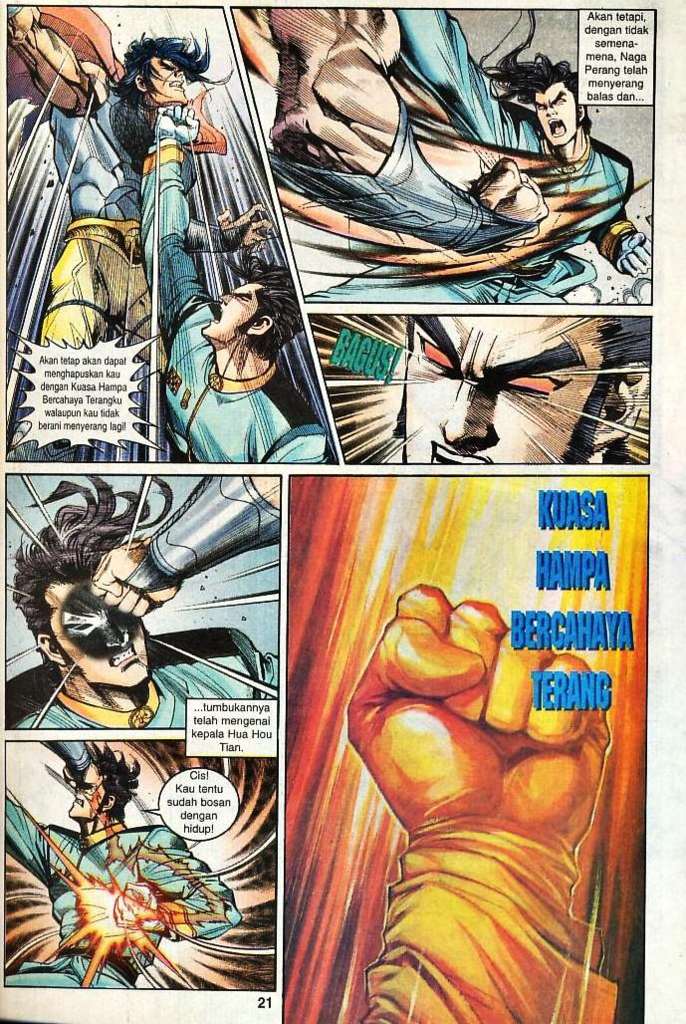 Akan tetap akan dapat
menghapuskan kau
dengan Kuasa Hampa
Bercahaya Terangku
walaupun kau tidak
berani menyerang lagi!
Akan tetapi,
dengan tidak
semena-
mena, Naga
Perang telah
menyerang
balas dan...
BAGUS!
...tumbukannya
telah mengenai
kepala Hua Hou
Tian.
Cis!
Kau tentu
sudah bosan
dengan
hidup!
KUASA
HAMPA
BERCAHAYA
TERANG
21